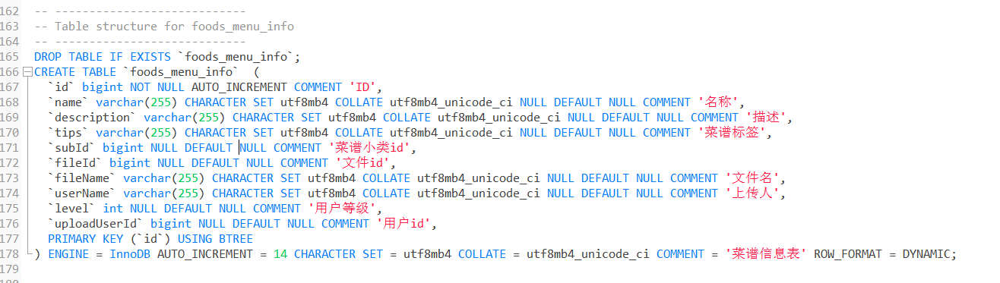 162 -- ----------------------------
163 -- Table structure for foods_menu_info
164 -- ----------------------------
165 DROP TABLE IF EXISTS `foods_menu_info`;
166 CREATE TABLE `foods_menu_info`  (
167   `id` bigint NOT NULL AUTO_INCREMENT COMMENT 'ID',
168   `name` varchar(255) CHARACTER SET utf8mb4 COLLATE utf8mb4_unicode_ci NULL DEFAULT NULL COMMENT '名称',
169   `description` varchar(255) CHARACTER SET utf8mb4 COLLATE utf8mb4_unicode_ci NULL DEFAULT NULL COMMENT '描述',
170   `tips` varchar(255) CHARACTER SET utf8mb4 COLLATE utf8mb4_unicode_ci NULL DEFAULT NULL COMMENT '菜谱标签',
171   `subId` bigint NULL DEFAULT NULL COMMENT '菜谱小类id',
172   `fileId` bigint NULL DEFAULT NULL COMMENT '文件id',
173   `fileName` varchar(255) CHARACTER SET utf8mb4 COLLATE utf8mb4_unicode_ci NULL DEFAULT NULL COMMENT '文件名',
174   `userName` varchar(255) CHARACTER SET utf8mb4 COLLATE utf8mb4_unicode_ci NULL DEFAULT NULL COMMENT '上传人',
175   `level` int NULL DEFAULT NULL COMMENT '用户等级',
176   `uploadUserId` bigint NULL DEFAULT NULL COMMENT '用户id',
177   PRIMARY KEY (`id`) USING BTREE
178 ) ENGINE = InnoDB AUTO_INCREMENT = 14 CHARACTER SET = utf8mb4 COLLATE = utf8mb4_unicode_ci COMMENT = '菜谱信息表' ROW_FORMAT = DYNAMIC;
179